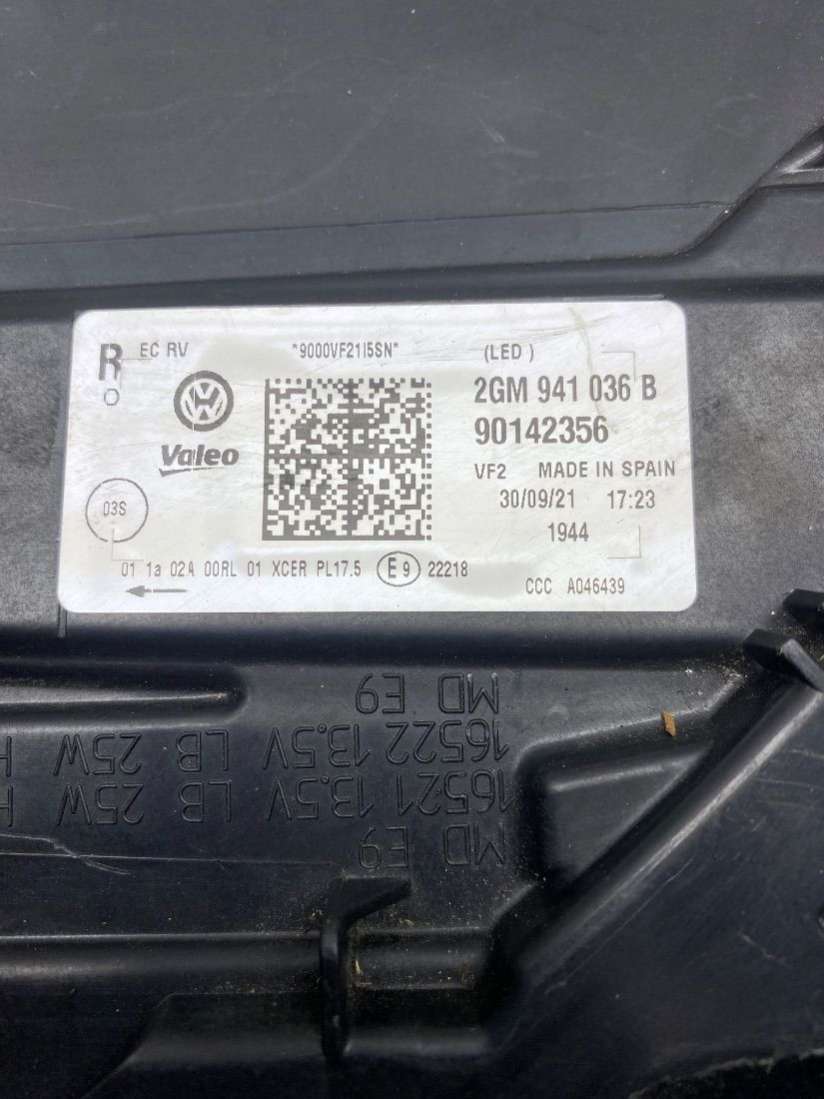 R EC RV *9000VF21I5SN* (LED )
O
2GM 941 036 B
Valeo 90142356
VF2 MADE IN SPAIN
03S 30/09/21 17:23
1944
01 1a 02A 00RL 01 XCER PL17.5 E9 22218
CCC A046439
MD E9
16522 13.5V LB 25W H
16521 13.5V LB 25W H
MD E9